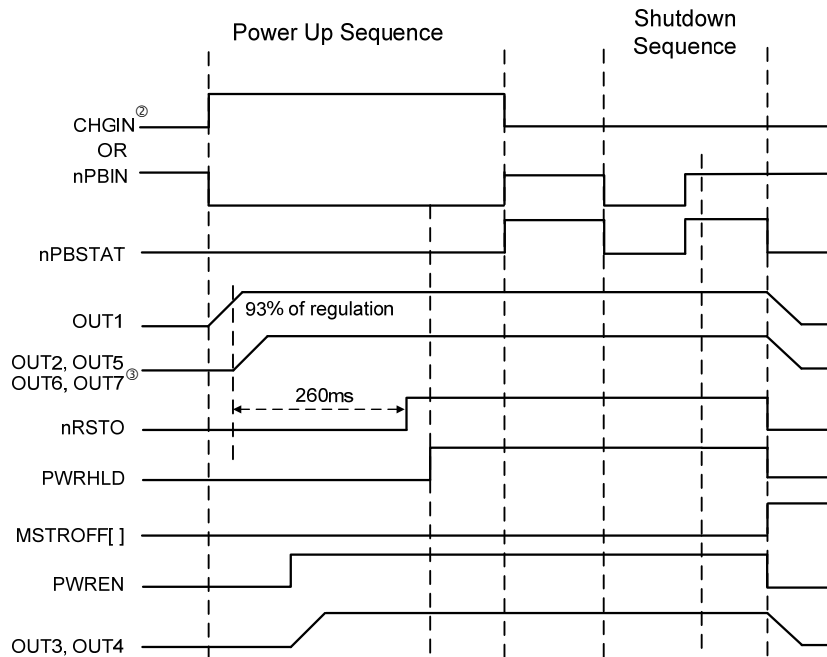 Power Up Sequence
Shutdown
Sequence
CHGIN②
OR
nPBIN
nPBSTAT
OUT1
93% of regulation
OUT2, OUT5
OUT6, OUT7③
260ms
nRSTO
PWRHLD
MSTROFF[ ]
PWREN
OUT3, OUT4